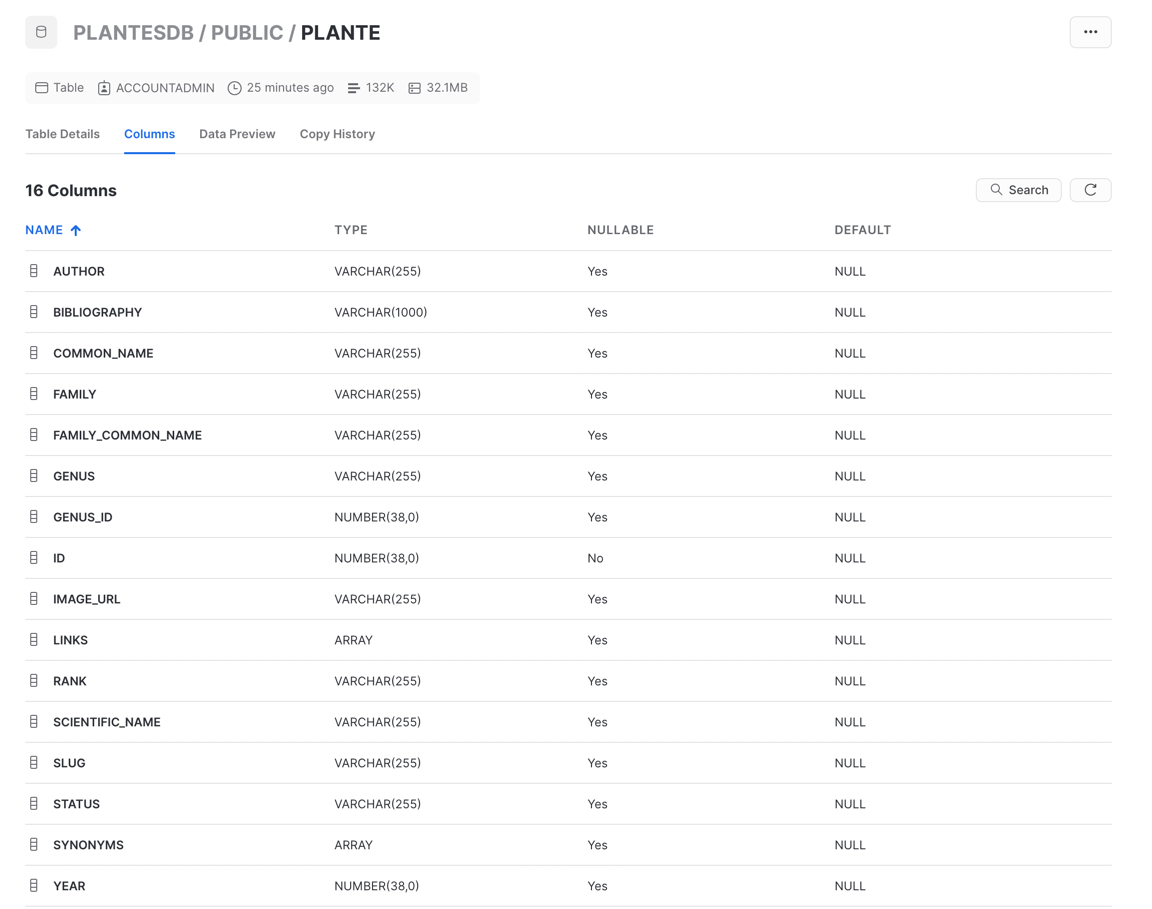 PLANTESDB / PUBLIC / PLANTE
...
Table ACCOUNTADMIN 25 minutes ago 132K 32.1MB
Table Details Columns Data Preview Copy History
16 Columns Search
NAME TYPE NULLABLE DEFAULT
AUTHOR VARCHAR(255) Yes NULL
BIBLIOGRAPHY VARCHAR(1000) Yes NULL
COMMON_NAME VARCHAR(255) Yes NULL
FAMILY VARCHAR(255) Yes NULL
FAMILY_COMMON_NAME VARCHAR(255) Yes NULL
GENUS VARCHAR(255) Yes NULL
GENUS_ID NUMBER(38,0) Yes NULL
ID NUMBER(38,0) No NULL
IMAGE_URL VARCHAR(255) Yes NULL
LINKS ARRAY Yes NULL
RANK VARCHAR(255) Yes NULL
SCIENTIFIC_NAME VARCHAR(255) Yes NULL
SLUG VARCHAR(255) Yes NULL
STATUS VARCHAR(255) Yes NULL
SYNONYMS ARRAY Yes NULL
YEAR NUMBER(38,0) Yes NULL